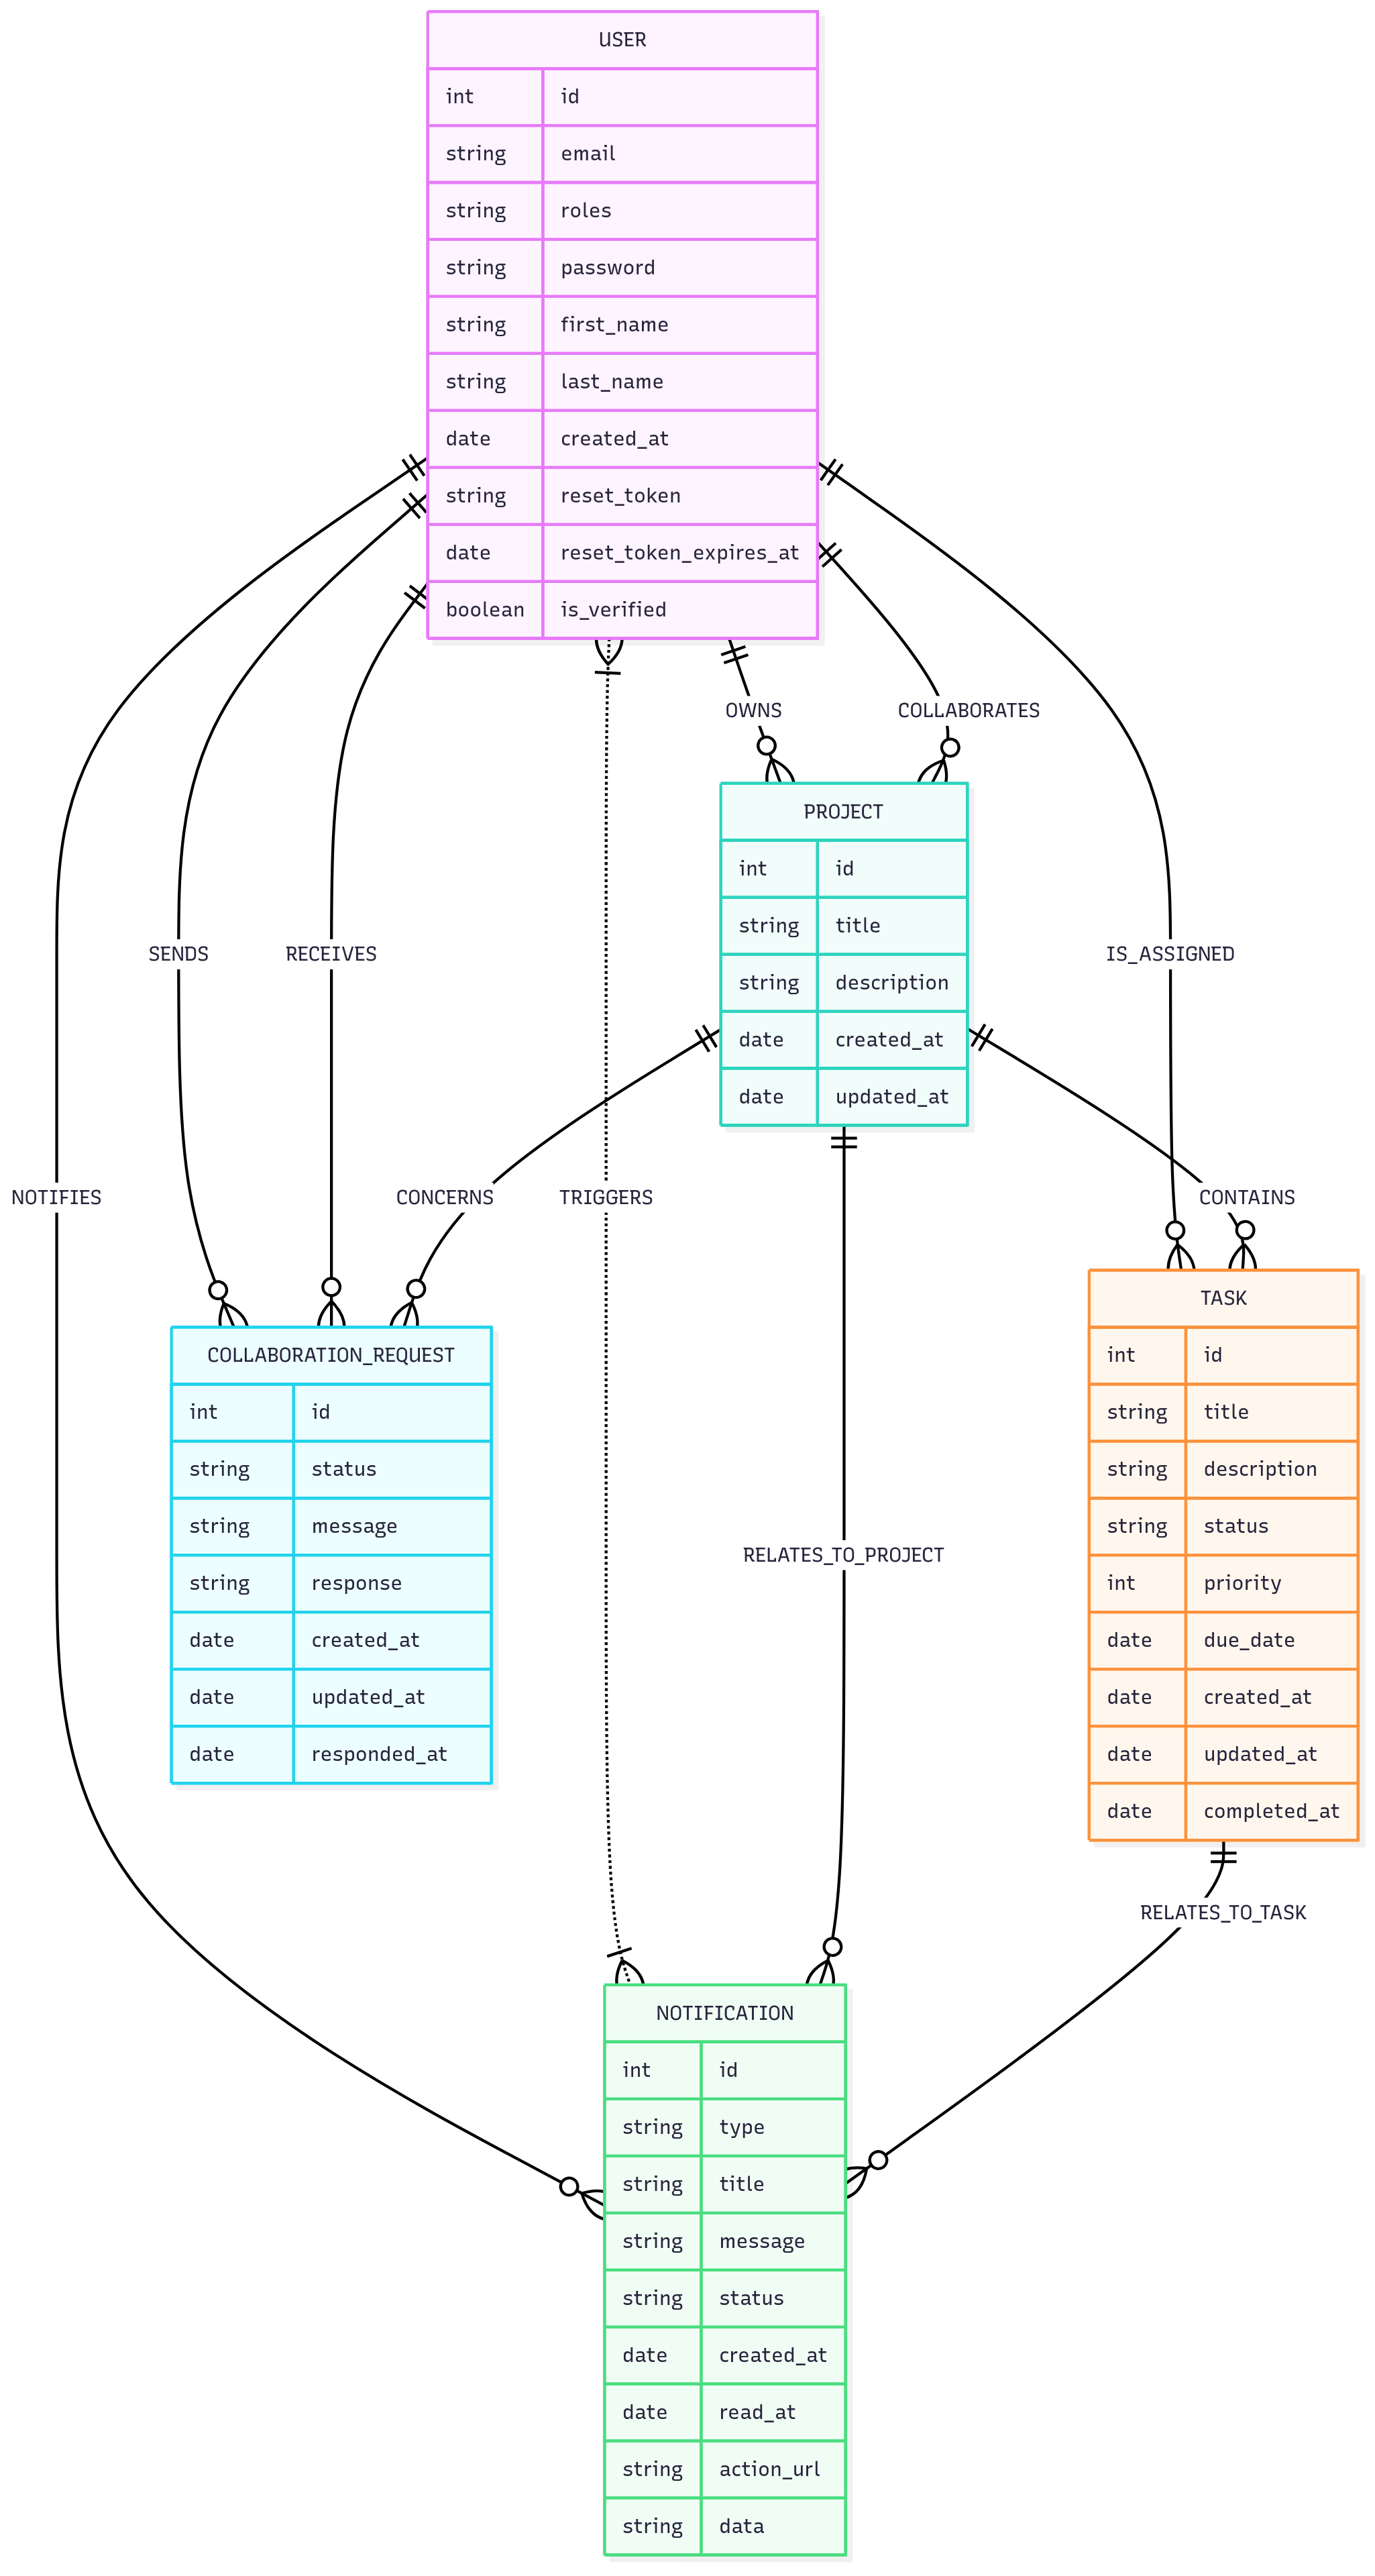 USER
int id
string email
string roles
string password
string first_name
string last_name
date created_at
string reset_token
date reset_token_expires_at
boolean is_verified
OWNS
COLLABORATES
PROJECT
int id
string title
string description
date created_at
date updated_at
SENDS
RECEIVES
IS_ASSIGNED
NOTIFIES
CONCERNS
TRIGGERS
CONTAINS
COLLABORATION_REQUEST
int id
string status
string message
string response
date created_at
date updated_at
date responded_at
TASK
int id
string title
string description
string status
int priority
date due_date
date created_at
date updated_at
date completed_at
RELATES_TO_PROJECT
RELATES_TO_TASK
NOTIFICATION
int id
string type
string title
string message
string status
date created_at
date read_at
string action_url
string data